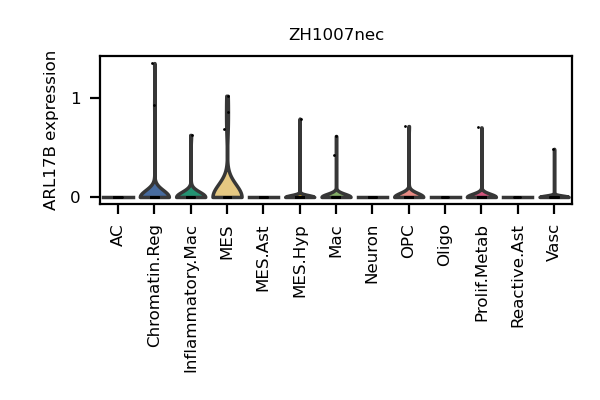 ZH1007nec
ARL17B expression
1
0
AC
Chromatin.Reg
Inflammatory.Mac
MES
MES.Ast
MES.Hyp
Mac
Neuron
OPC
Oligo
Prolif.Metab
Reactive.Ast
Vasc